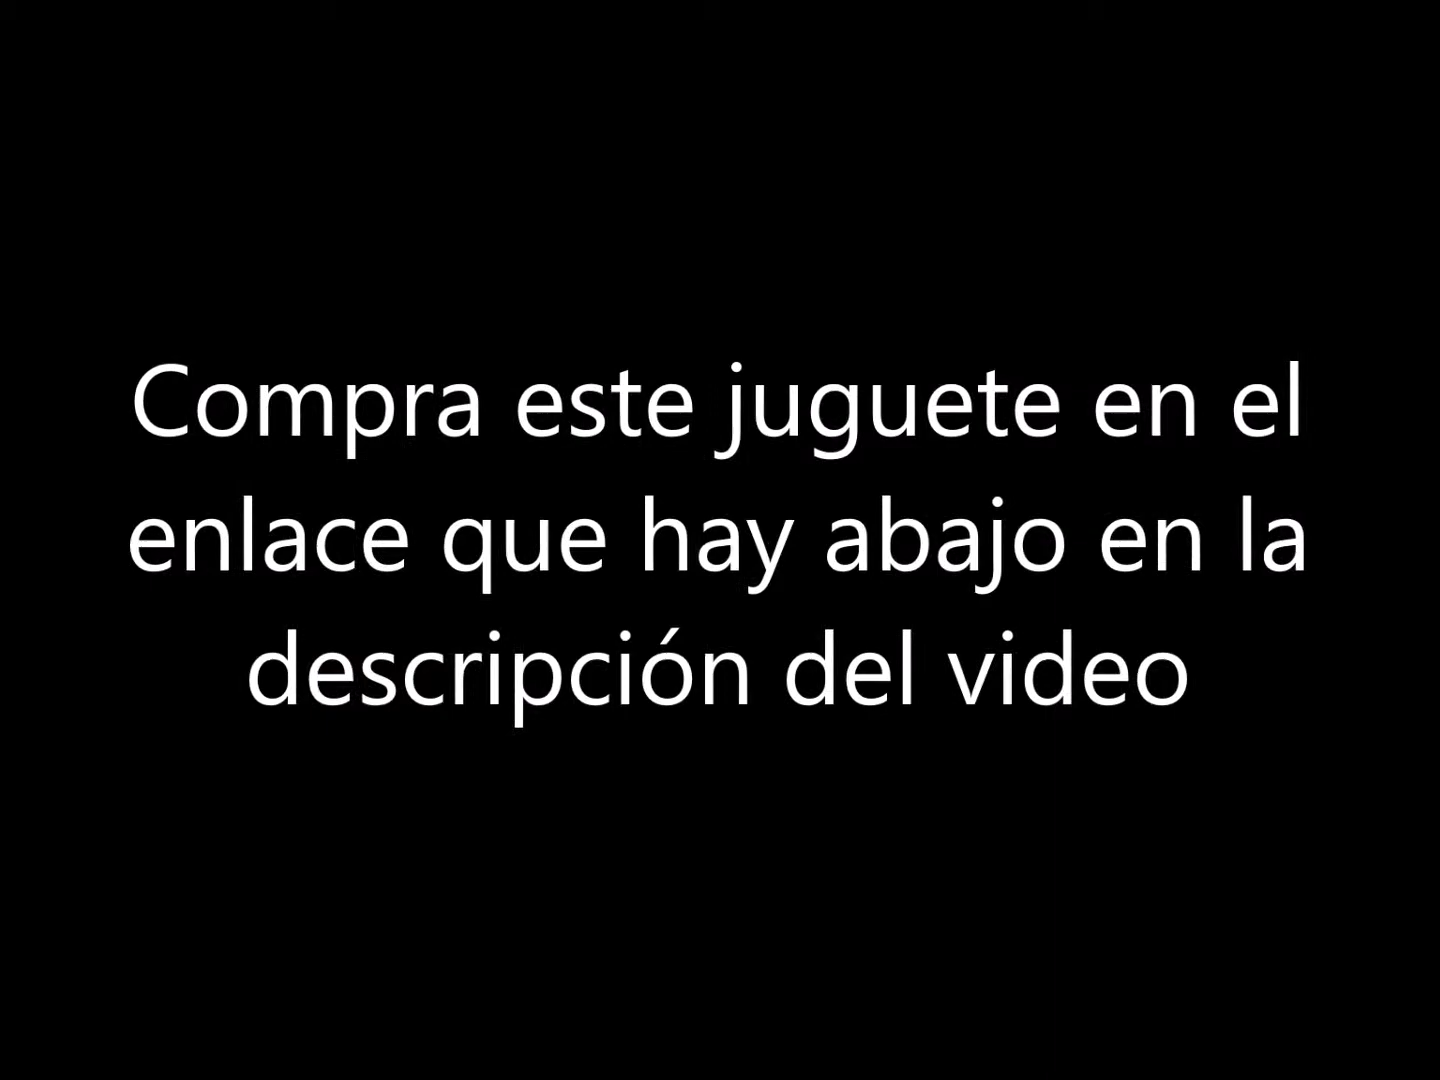 Compra este juguete en el
enlace que hay abajo en la
descripción del video